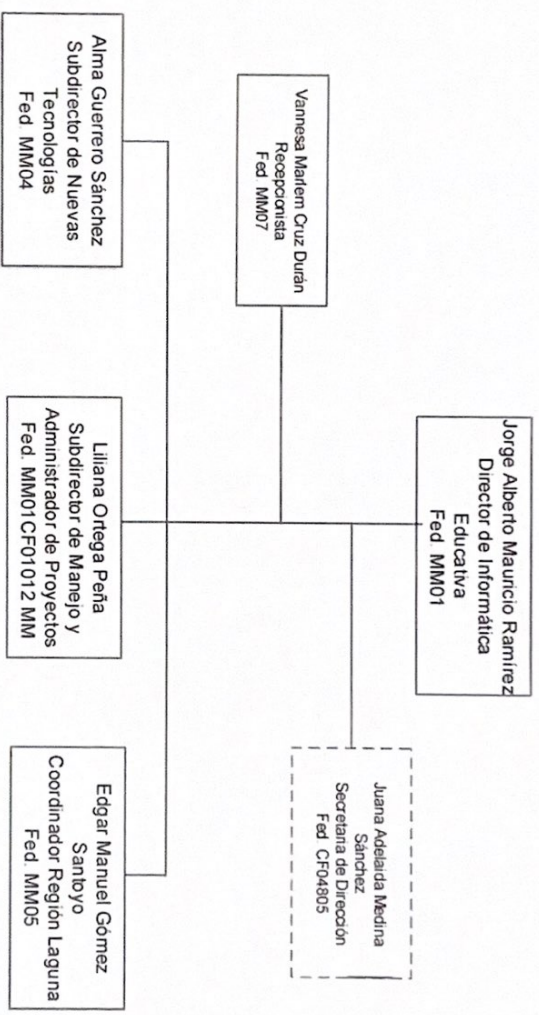 Jorge Alberto Mauricio Ramírez
Director de Informática
Educativa
Fed. MM01
Juana Adelaida Medina
Sánchez
Secretaria de Dirección
Fed. CF04805
Vannesa Marlem Cruz Durán
Recepcionista
Fed. MM07
Alma Guerrero Sánchez
Subdirector de Nuevas
Tecnologías
Fed. MM04
Liliana Ortega Peña
Subdirector de Manejo y
Administrador de Proyectos
Fed. MM01CF01012 MM
Edgar Manuel Gómez
Santoyo
Coordinador Región Laguna
Fed. MM05